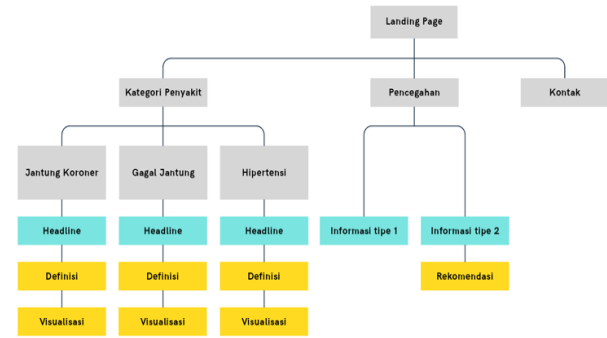 Landing Page
Kategori Penyakit
Pencegahan
Kontak
Jantung Koroner
Gagal Jantung
Hipertensi
Headline
Headline
Headline
Informasi tipe 1
Informasi tipe 2
Definisi
Definisi
Definisi
Rekomendasi
Visualisasi
Visualisasi
Visualisasi